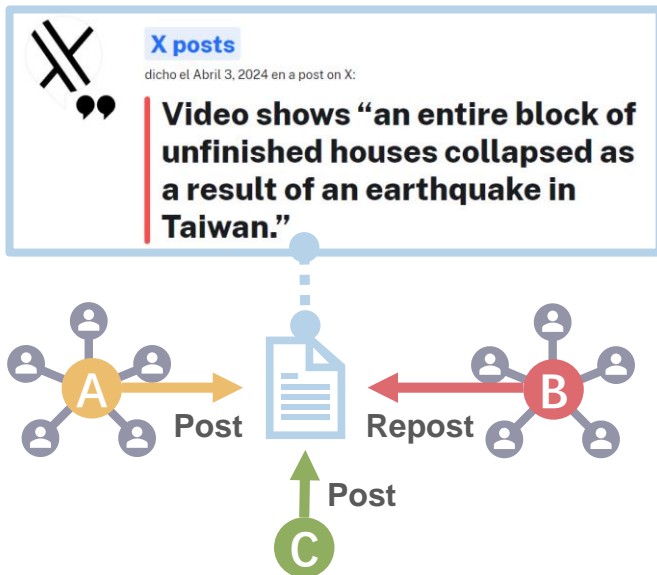 X posts
dicho el Abril 3, 2024 en a post on X:
Video shows “an entire block of
unfinished houses collapsed as
a result of an earthquake in
Taiwan.”
A
B
Post
Repost
Post
C